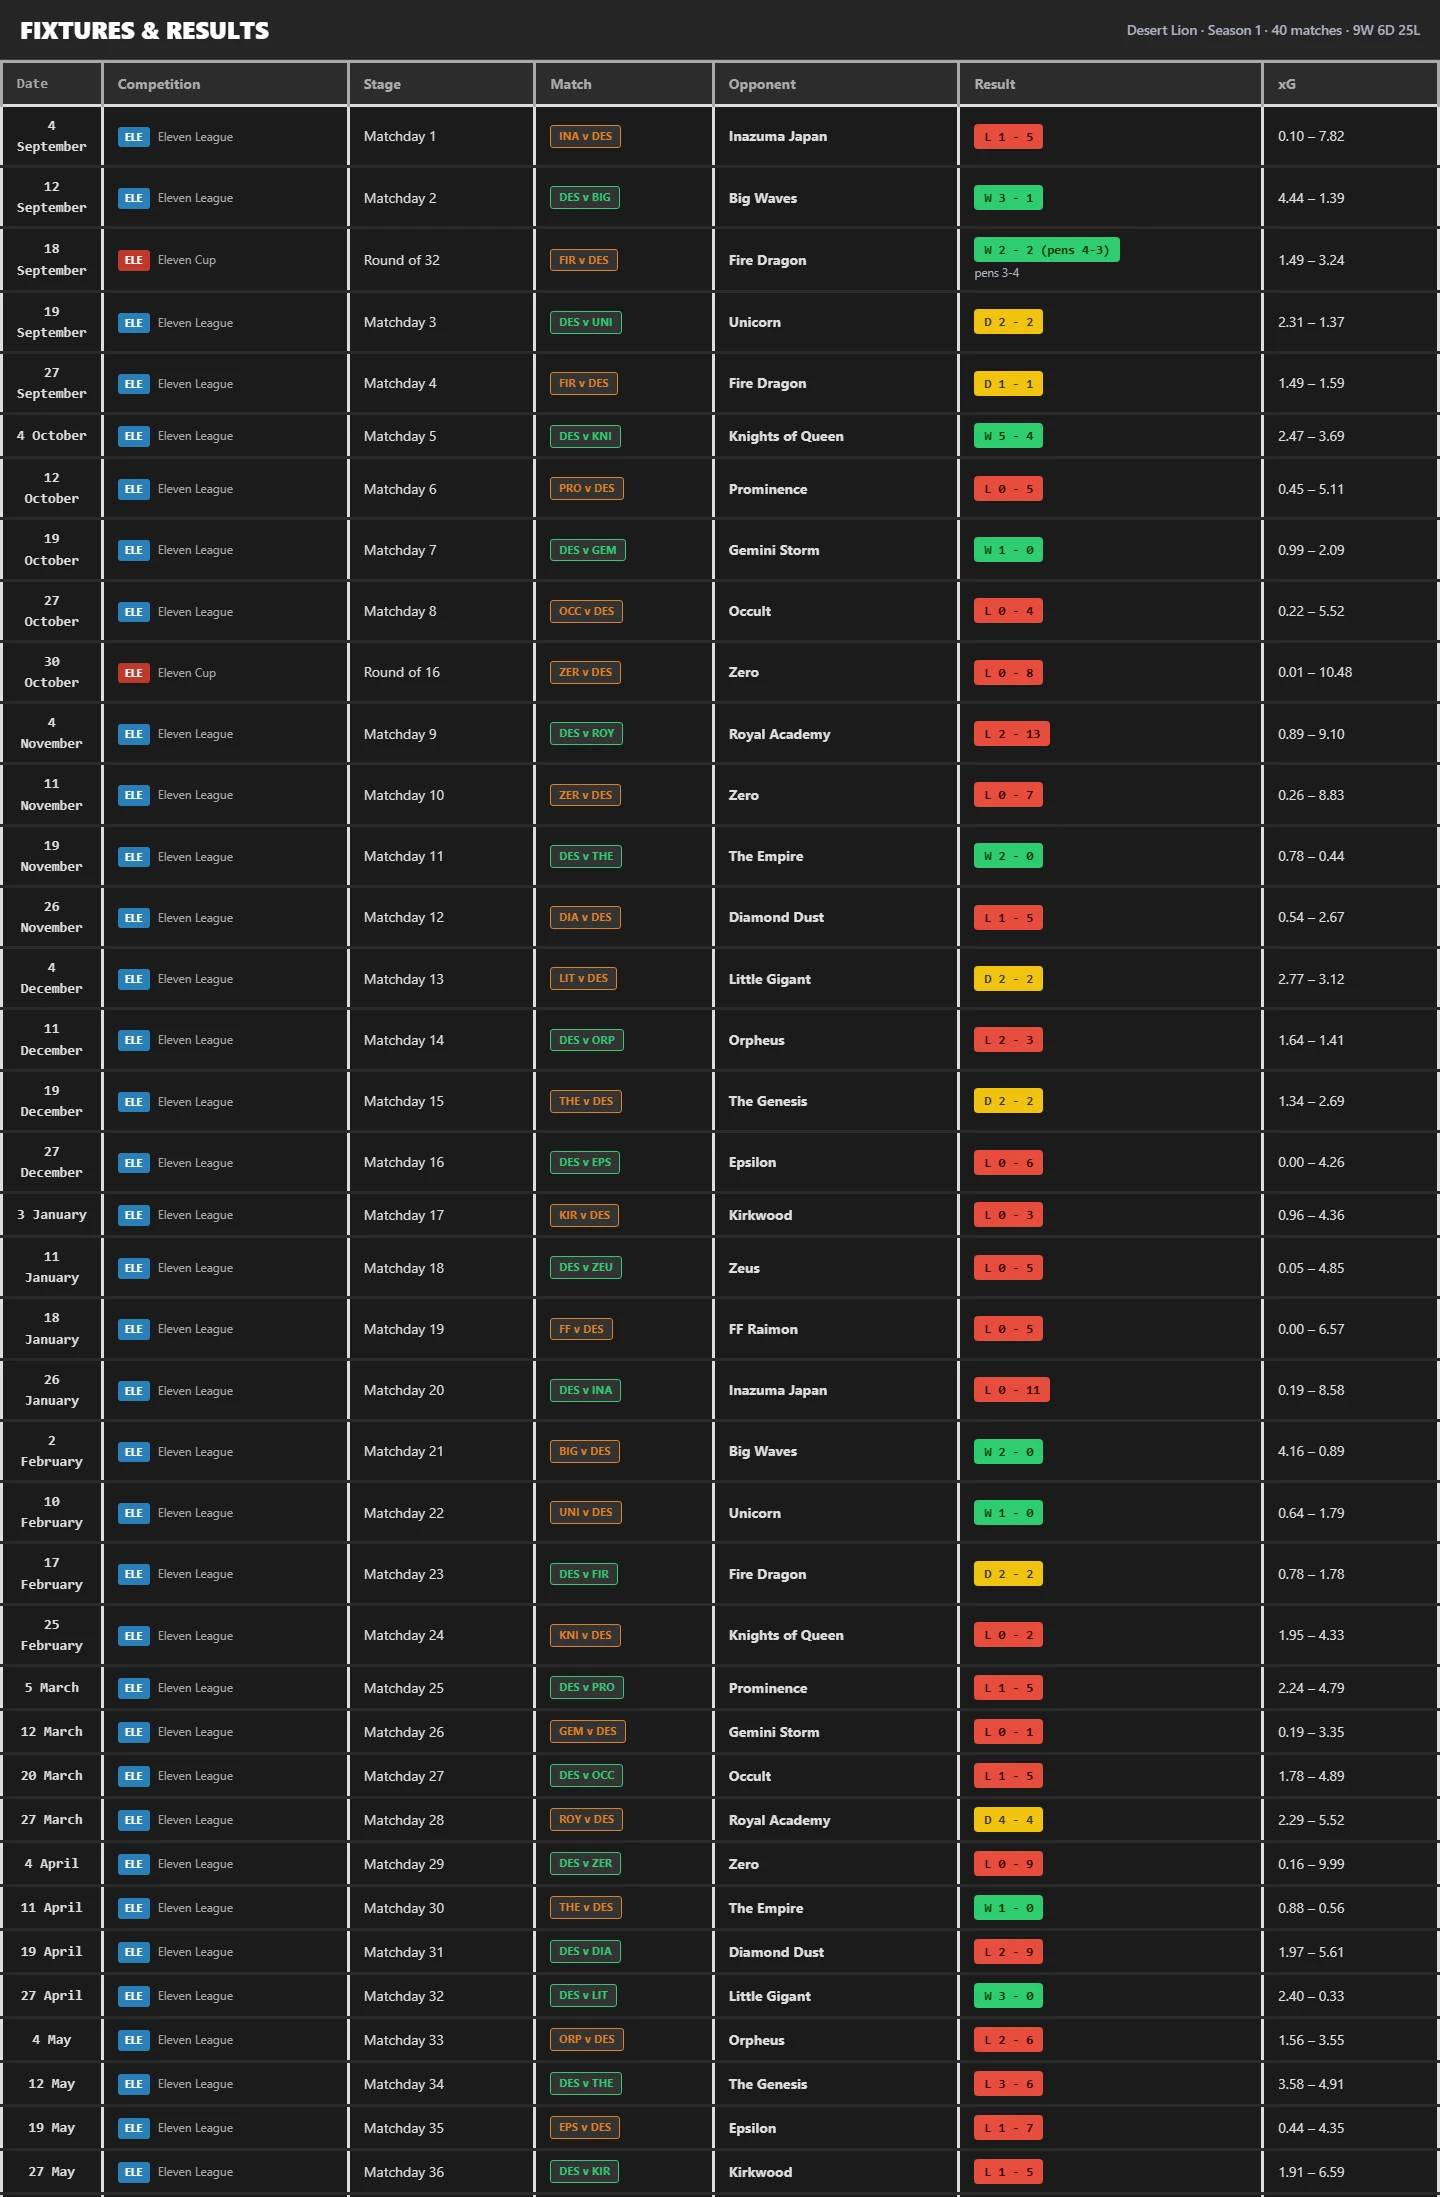 FIXTURES & RESULTS
Desert Lion · Season 1 · 40 matches · 9W 6D 25L
Date Competition Stage Match Opponent Result xG
4 September ELE Eleven League Matchday 1 INA v DES Inazuma Japan L 1 - 5 0.10 – 7.82
12 September ELE Eleven League Matchday 2 DES v BIG Big Waves W 3 - 1 4.44 – 1.39
18 September ELE Eleven Cup Round of 32 FIR v DES Fire Dragon W 2 - 2 (pens 4-3) pens 3-4 1.49 – 3.24
19 September ELE Eleven League Matchday 3 DES v UNI Unicorn D 2 - 2 2.31 – 1.37
27 September ELE Eleven League Matchday 4 FIR v DES Fire Dragon D 1 - 1 1.49 – 1.59
4 October ELE Eleven League Matchday 5 DES v KNI Knights of Queen W 5 - 4 2.47 – 3.69
12 October ELE Eleven League Matchday 6 PRO v DES Prominence L 0 - 5 0.45 – 5.11
19 October ELE Eleven League Matchday 7 DES v GEM Gemini Storm W 1 - 0 0.99 – 2.09
27 October ELE Eleven League Matchday 8 OCC v DES Occult L 0 - 4 0.22 – 5.52
30 October ELE Eleven Cup Round of 16 ZER v DES Zero L 0 - 8 0.01 – 10.48
4 November ELE Eleven League Matchday 9 DES v ROY Royal Academy L 2 - 13 0.89 – 9.10
11 November ELE Eleven League Matchday 10 ZER v DES Zero L 0 - 7 0.26 – 8.83
19 November ELE Eleven League Matchday 11 DES v THE The Empire W 2 - 0 0.78 – 0.44
26 November ELE Eleven League Matchday 12 DIA v DES Diamond Dust L 1 - 5 0.54 – 2.67
4 December ELE Eleven League Matchday 13 LIT v DES Little Gigant D 2 - 2 2.77 – 3.12
11 December ELE Eleven League Matchday 14 DES v ORP Orpheus L 2 - 3 1.64 – 1.41
19 December ELE Eleven League Matchday 15 THE v DES The Genesis D 2 - 2 1.34 – 2.69
27 December ELE Eleven League Matchday 16 DES v EPS Epsilon L 0 - 6 0.00 – 4.26
3 January ELE Eleven League Matchday 17 KIR v DES Kirkwood L 0 - 3 0.96 – 4.36
11 January ELE Eleven League Matchday 18 DES v ZEU Zeus L 0 - 5 0.05 – 4.85
18 January ELE Eleven League Matchday 19 FF v DES FF Raimon L 0 - 5 0.00 – 6.57
26 January ELE Eleven League Matchday 20 DES v INA Inazuma Japan L 0 - 11 0.19 – 8.58
2 February ELE Eleven League Matchday 21 BIG v DES Big Waves W 2 - 0 4.16 – 0.89
10 February ELE Eleven League Matchday 22 UNI v DES Unicorn W 1 - 0 0.64 – 1.79
17 February ELE Eleven League Matchday 23 DES v FIR Fire Dragon D 2 - 2 0.78 – 1.78
25 February ELE Eleven League Matchday 24 KNI v DES Knights of Queen L 0 - 2 1.95 – 4.33
5 March ELE Eleven League Matchday 25 DES v PRO Prominence L 1 - 5 2.24 – 4.79
12 March ELE Eleven League Matchday 26 GEM v DES Gemini Storm L 0 - 1 0.19 – 3.35
20 March ELE Eleven League Matchday 27 DES v OCC Occult L 1 - 5 1.78 – 4.89
27 March ELE Eleven League Matchday 28 ROY v DES Royal Academy D 4 - 4 2.29 – 5.52
4 April ELE Eleven League Matchday 29 DES v ZER Zero L 0 - 9 0.16 – 9.99
11 April ELE Eleven League Matchday 30 THE v DES The Empire W 1 - 0 0.88 – 0.56
19 April ELE Eleven League Matchday 31 DES v DIA Diamond Dust L 2 - 9 1.97 – 5.61
27 April ELE Eleven League Matchday 32 DES v LIT Little Gigant W 3 - 0 2.40 – 0.33
4 May ELE Eleven League Matchday 33 ORP v DES Orpheus L 2 - 6 1.56 – 3.55
12 May ELE Eleven League Matchday 34 DES v THE The Genesis L 3 - 6 3.58 – 4.91
19 May ELE Eleven League Matchday 35 EPS v DES Epsilon L 1 - 7 0.44 – 4.35
27 May ELE Eleven League Matchday 36 DES v KIR Kirkwood L 1 - 5 1.91 – 6.59